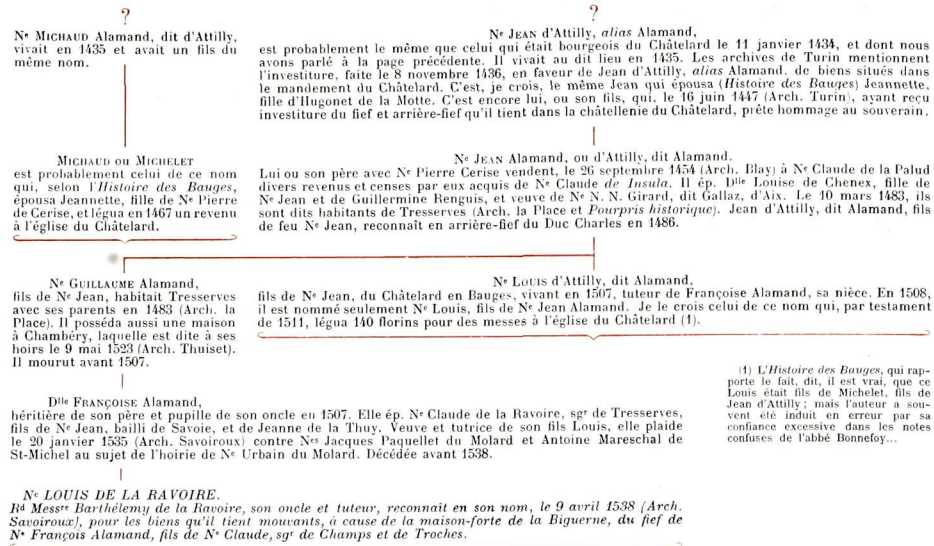 ?
Nᵉ MICHAUD Alamand, dit d'Attilly,
vivait en 1435 et avait un fils du
même nom.
?
Nᵉ JEAN d'Attilly, alias Alamand,
est probablement le même que celui qui était bourgeois du Châtelard le 11 janvier 1434, et dont nous
avons parlé à la page précédente. Il vivait au dit lieu en 1435. Les archives de Turin mentionnent
l'investiture, faite le 8 novembre 1436, en faveur de Jean d'Attilly, alias Alamand. de biens situés dans
le mandement du Châtelard. C'est, je crois, le même Jean qui épousa (Histoire des Bauges) Jeannette,
fille d'Hugonet de la Motte. C'est encore lui, ou son fils, qui, le 16 juin 1447 (Arch. Turin), ayant reçu
investiture du fief et arrière-fief qu'il tient dans la châtellenie du Châtelard, prête hommage au souverain.
MICHAUD OU MICHELET
est probablement celui de ce nom
qui, selon l'Histoire des Bauges,
épousa Jeannette, fille de Nᵉ Pierre
de Cerise, et légua en 1467 un revenu
à l'église du Châtelard.
Nᵉ JEAN Alamand, ou d'Attilly, dit Alamand.
Lui ou son père avec Nᵉ Pierre Cerise vendent, le 26 septembre 1454 (Arch. Blay) à Nᵉ Claude de la Palud
divers revenus et censes par eux acquis de Nᵉ Claude de Insula. Il ép. Dˡˡᵉ Louise de Chenex, fille de
Nᵉ Jean et de Guillermine Renguis, et veuve de Nᵉ N. N. Girard, dit Gallaz, d'Aix. Le 10 mars 1483, ils
sont dits habitants de Tresserves (Arch. la Place et Pourpris historique). Jean d'Attilly, dit Alamand, fils
de feu Nᵉ Jean, reconnaît en arrière-fief du Duc Charles en 1486.
Nᵉ GUILLAUME Alamand,
fils de Nᵉ Jean, habitait Tresserves
avec ses parents en 1483 (Arch. la
Place). Il posséda aussi une maison
à Chambéry, laquelle est dite à ses
hoirs le 9 mai 1523 (Arch. Thuiset).
Il mourut avant 1507.
Nᵉ LOUIS d'Attilly, dit Alamand,
fils de Nᵉ Jean, du Châtelard en Bauges, vivant en 1507, tuteur de Françoise Alamand, sa nièce. En 1508,
il est nommé seulement Nᵉ Louis, fils de Nᵉ Jean Alamand. Je le crois celui de ce nom qui, par testament
de 1511, légua 140 florins pour des messes à l'église du Châtelard (1).
(1) L'Histoire des Bauges, qui rap-
porte le fait, dit, il est vrai, que ce
Louis était fils de Michelet, fils de
Jean d'Attilly ; mais l'auteur a sou-
vent été induit en erreur par sa
confiance excessive dans les notes
confuses de l'abbé Bonnefoy...
Dˡˡᵉ FRANÇOISE Alamand,
héritière de son père et pupille de son oncle en 1507. Elle ép. Nᵉ Claude de la Ravoire, sgʳ de Tresserves,
fils de Nᵉ Jean, bailli de Savoie, et de Jeanne de la Thuy. Veuve et tutrice de son fils Louis, elle plaide
le 20 janvier 1535 (Arch. Savoiroux) contre Nᵉˢ Jacques Paquellet du Molard et Antoine Mareschal de
St-Michel au sujet de l'hoirie de Nᵉ Urbain du Molard. Décédée avant 1538.
Nᵉ LOUIS DE LA RAVOIRE.
Rᵈ Messʳᵉ Barthélemy de la Ravoire, son oncle et tuteur, reconnaît en son nom, le 9 avril 1538 (Arch.
Savoiroux), pour les biens qu'il tient mouvants, à cause de la maison-forte de la Biguerne, du fief de
Nᵉ François Alamand, fils de Nᵉ Claude, sgʳ de Champs et de Troches.